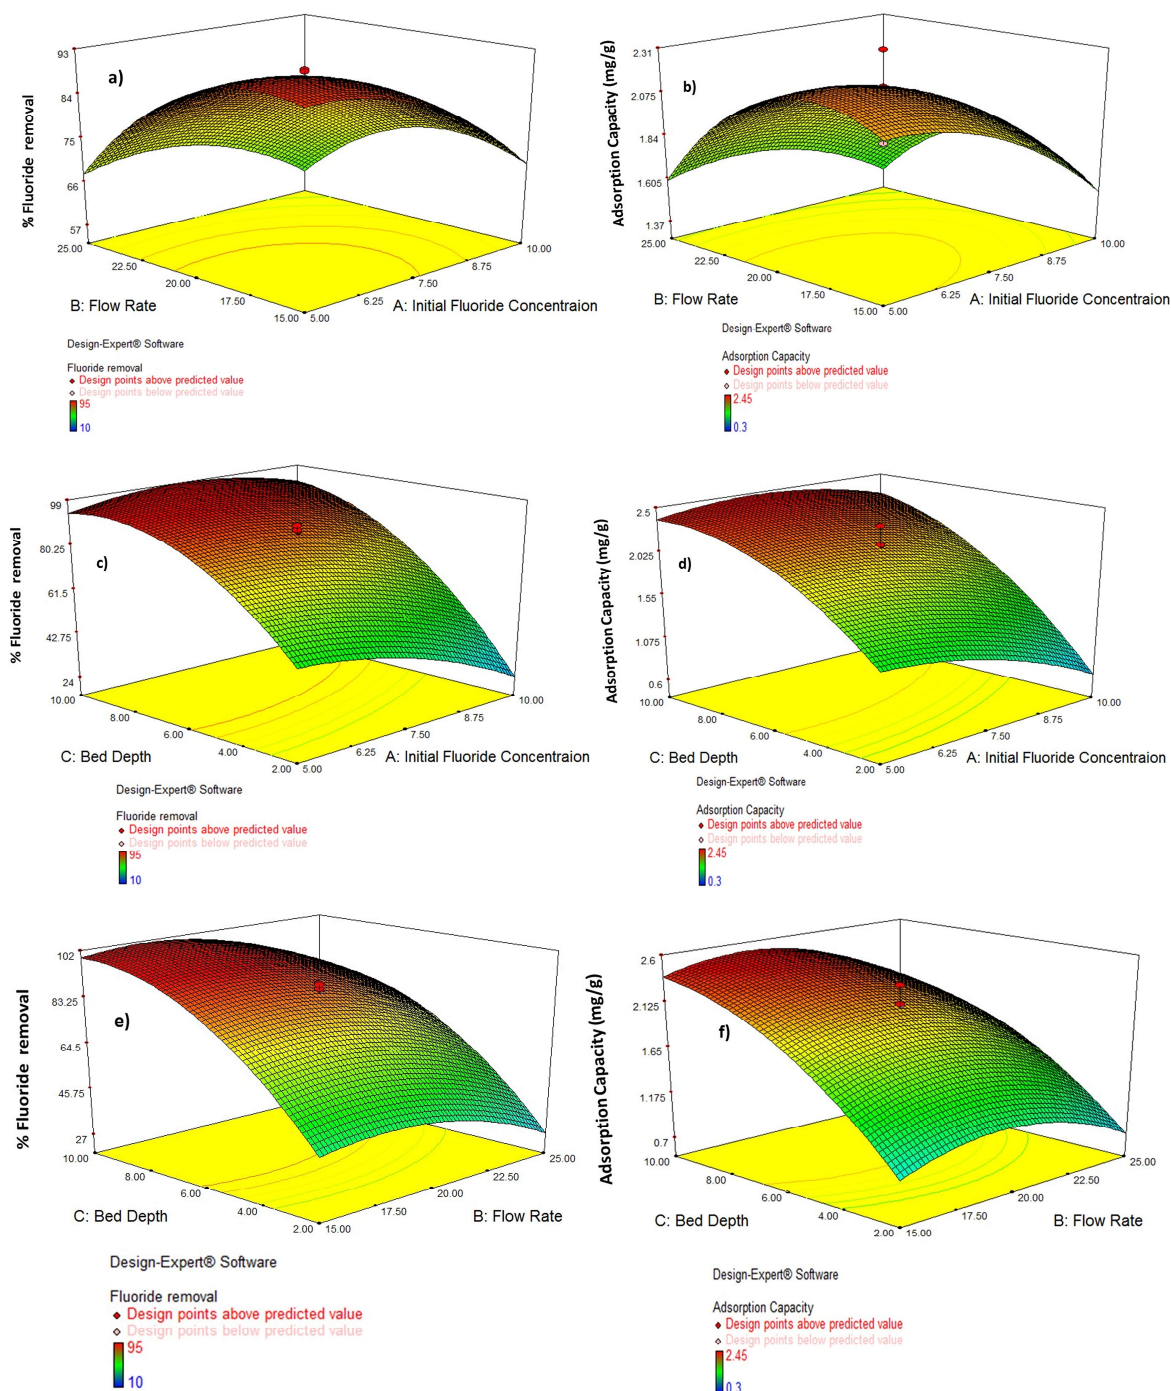 a)
% Fluoride removal
93
84
75
66
57
25.00
22.50
20.00
17.50
15.00
5.00
6.25
7.50
8.75
10.00
B: Flow Rate
A: Initial Fluoride Concentraion
Design-Expert® Software
Fluoride removal
Design points above predicted value
Design points below predicted value
95
10
b)
Adsorption Capacity (mg/g)
2.31
2.075
1.84
1.605
1.37
25.00
22.50
20.00
17.50
15.00
5.00
6.25
7.50
8.75
10.00
B: Flow Rate
A: Initial Fluoride Concentraion
Design-Expert® Software
Adsorption Capacity
Design points above predicted value
Design points below predicted value
2.45
0.3
c)
% Fluoride removal
99
80.25
61.5
42.75
24
10.00
8.00
6.00
4.00
2.00
5.00
6.25
7.50
8.75
10.00
C: Bed Depth
A: Initial Fluoride Concentraion
Design-Expert® Software
Fluoride removal
Design points above predicted value
Design points below predicted value
95
10
d)
Adsorption Capacity (mg/g)
2.5
2.025
1.55
1.075
0.6
10.00
8.00
6.00
4.00
2.00
5.00
6.25
7.50
8.75
10.00
C: Bed Depth
A: Initial Fluoride Concentraion
Design-Expert® Software
Adsorption Capacity
Design points above predicted value
Design points below predicted value
2.45
0.3
e)
% Fluoride removal
102
83.25
64.5
45.75
27
10.00
8.00
6.00
4.00
2.00
15.00
17.50
20.00
22.50
25.00
C: Bed Depth
B: Flow Rate
Design-Expert® Software
Fluoride removal
Design points above predicted value
Design points below predicted value
95
10
f)
Adsorption Capacity (mg/g)
2.6
2.125
1.65
1.175
0.7
10.00
8.00
6.00
4.00
2.00
15.00
17.50
20.00
22.50
25.00
C: Bed Depth
B: Flow Rate
Design-Expert® Software
Adsorption Capacity
Design points above predicted value
Design points below predicted value
2.45
0.3